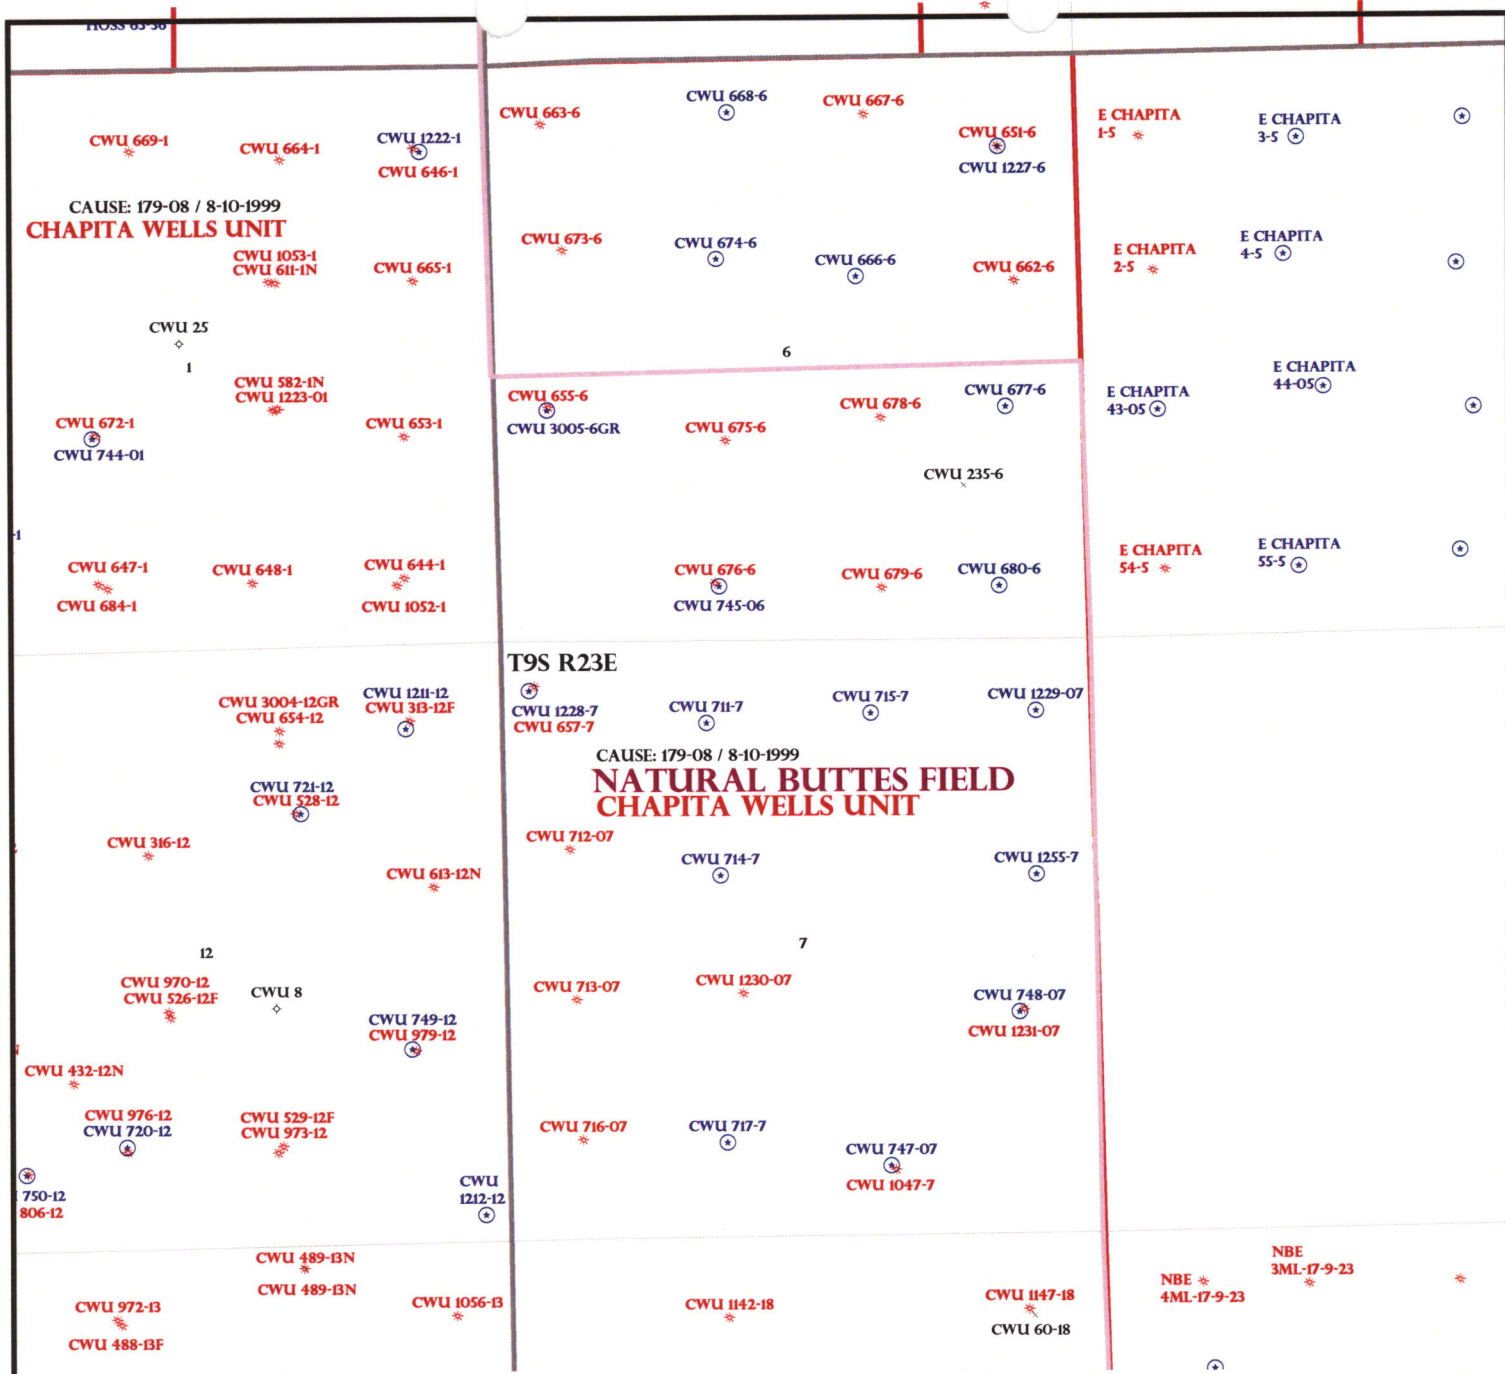 HOSS 63-36
CWU 669-1
CWU 664-1
CWU 1222-1
CWU 646-1
CWU 663-6
CWU 668-6
CWU 667-6
CWU 651-6
CWU 1227-6
E CHAPITA
1-5
E CHAPITA
3-5
CAUSE: 179-08 / 8-10-1999
CHAPITA WELLS UNIT
CWU 1053-1
CWU 611-1N
CWU 665-1
CWU 673-6
CWU 674-6
CWU 666-6
CWU 662-6
E CHAPITA
2-5
E CHAPITA
4-5
CWU 25
1
6
CWU 582-1N
CWU 1223-01
CWU 672-1
CWU 744-01
CWU 653-1
CWU 655-6
CWU 3005-6GR
CWU 675-6
CWU 678-6
CWU 677-6
E CHAPITA
43-05
E CHAPITA
44-05
CWU 235-6
-1
CWU 647-1
CWU 684-1
CWU 648-1
CWU 644-1
CWU 1052-1
CWU 676-6
CWU 745-06
CWU 679-6
CWU 680-6
E CHAPITA
54-5
E CHAPITA
55-5
T9S R23E
CWU 3004-12GR
CWU 654-12
CWU 1211-12
CWU 313-12F
CWU 1228-7
CWU 657-7
CWU 711-7
CWU 715-7
CWU 1229-07
CAUSE: 179-08 / 8-10-1999
NATURAL BUTTES FIELD
CHAPITA WELLS UNIT
CWU 721-12
CWU 528-12
CWU 316-12
CWU 613-12N
CWU 712-07
CWU 714-7
CWU 1255-7
12
7
CWU 970-12
CWU 526-12F
CWU 8
CWU 749-12
CWU 979-12
CWU 713-07
CWU 1230-07
CWU 748-07
CWU 1231-07
CWU 432-12N
CWU 976-12
CWU 720-12
CWU 529-12F
CWU 973-12
CWU 716-07
CWU 717-7
CWU 747-07
CWU 1047-7
750-12
806-12
CWU
1212-12
CWU 489-13N
CWU 489-13N
CWU 972-13
CWU 488-13F
CWU 1056-13
CWU 1142-18
CWU 1147-18
CWU 60-18
NBE
4ML-17-9-23
NBE
3ML-17-9-23